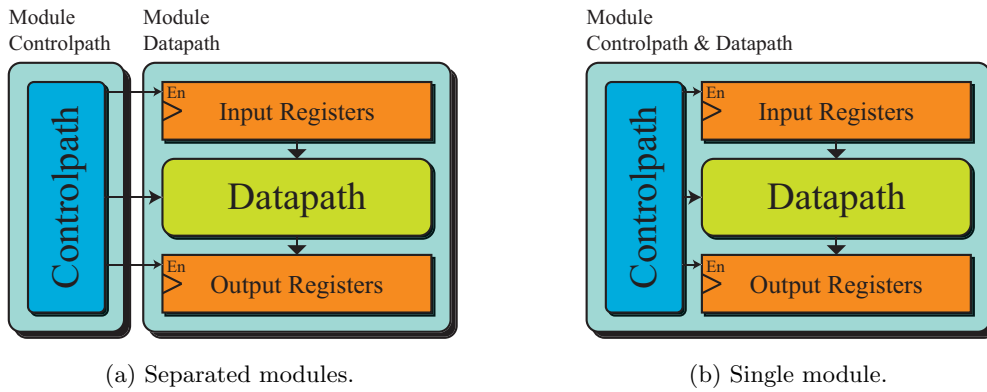 Module
Controlpath
Module
Datapath
Controlpath
En
Input Registers
Datapath
En
Output Registers
(a) Separated modules.
Module
Controlpath & Datapath
Controlpath
En
Input Registers
Datapath
En
Output Registers
(b) Single module.